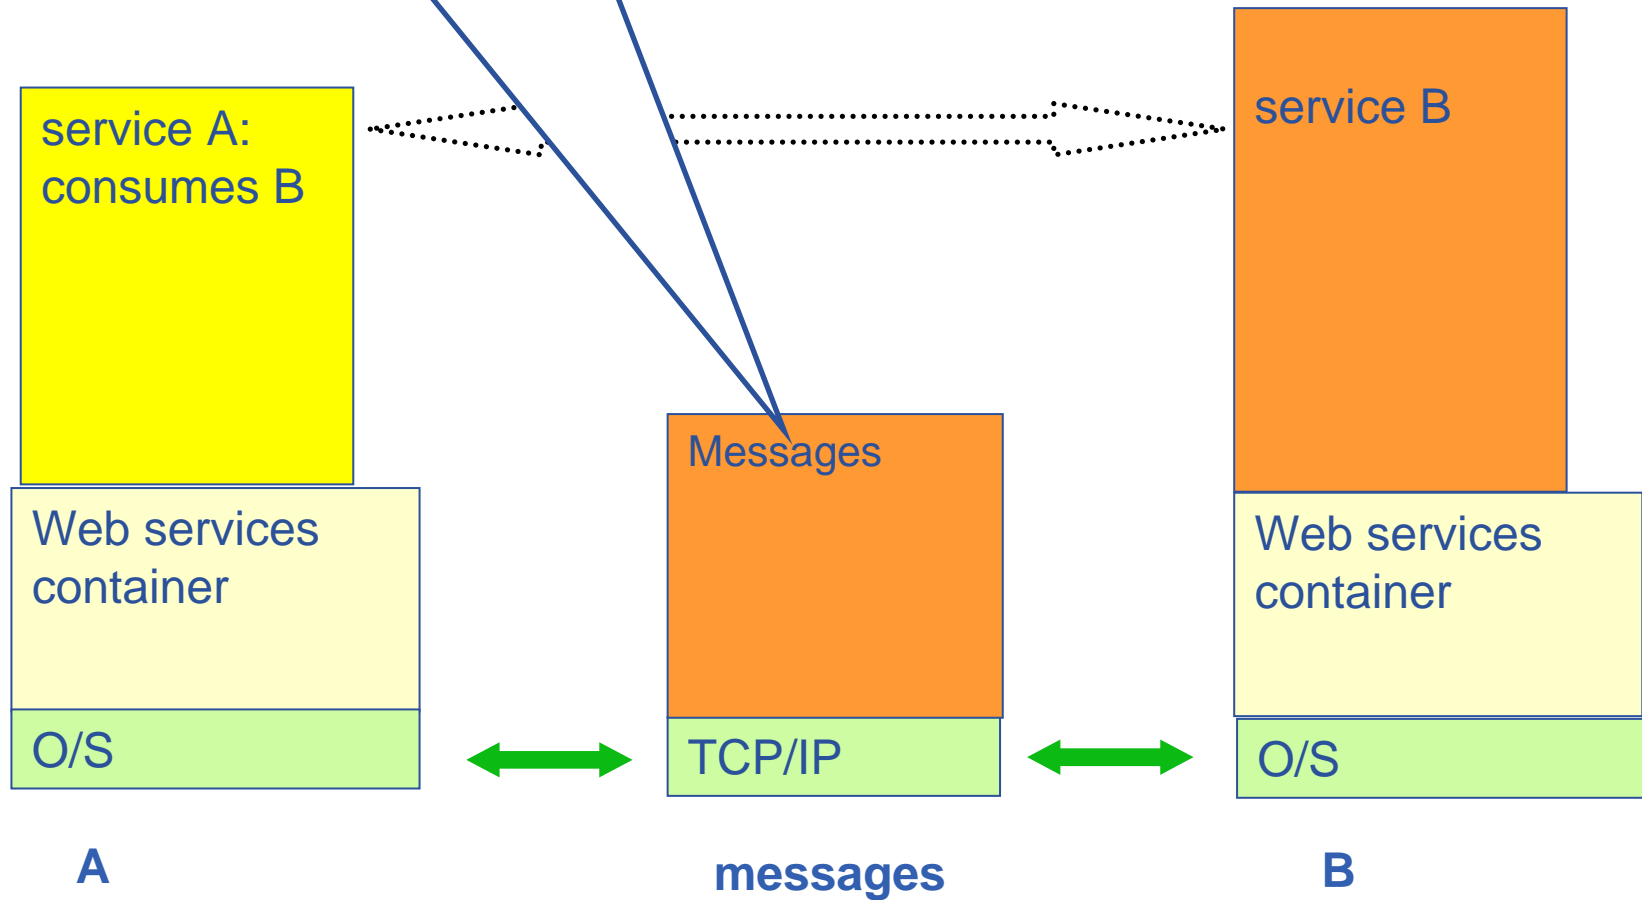 service A:
consumes B
Web services
container
O/S
A
Messages
TCP/IP
messages
service B
Web services
container
O/S
B